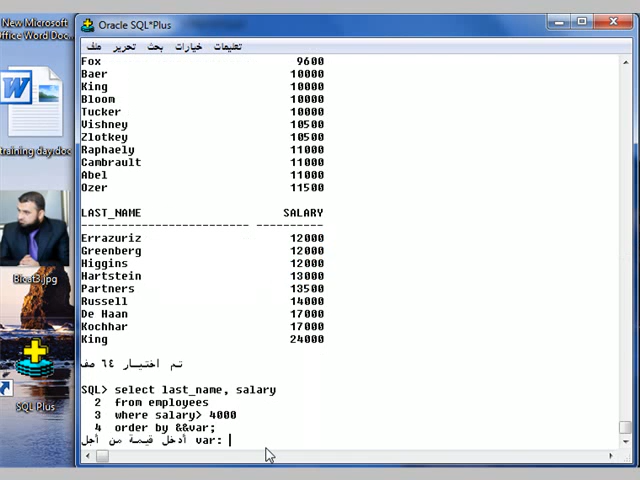 New Microsoft
Office Word Doc...
training day.doc
Blcat3.jpg
SQL Plus
Oracle SQL*Plus
ملف تحرير بحث خيارات تعليمات
Fox 9600
Baer 10000
King 10000
Bloom 10000
Tucker 10000
Vishney 10500
Zlotkey 10500
Raphaely 11000
Cambrault 11000
Abel 11000
Ozer 11500
LAST_NAME SALARY
------------------------- ----------
Errazuriz 12000
Greenberg 12000
Higgins 12000
Hartstein 13000
Partners 13500
Russell 14000
De Haan 17000
Kochhar 17000
King 24000
تم اختيار ٦٤ صف
SQL> select last_name, salary
2 from employees
3 where salary> 4000
4 order by &&var;
أدخل قيمة من أجل var: